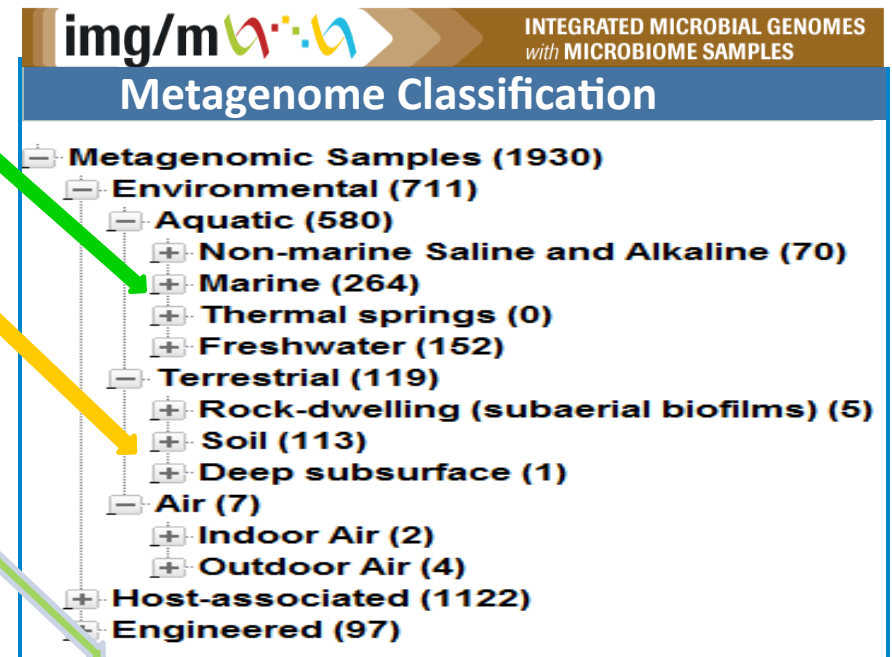 img/m
INTEGRATED MICROBIAL GENOMES
with MICROBIOME SAMPLES
Metagenome Classification
Metagenomic Samples (1930)
Environmental (711)
Aquatic (580)
Non-marine Saline and Alkaline (70)
Marine (264)
Thermal springs (0)
Freshwater (152)
Terrestrial (119)
Rock-dwelling (subaerial biofilms) (5)
Soil (113)
Deep subsurface (1)
Air (7)
Indoor Air (2)
Outdoor Air (4)
Host-associated (1122)
Engineered (97)